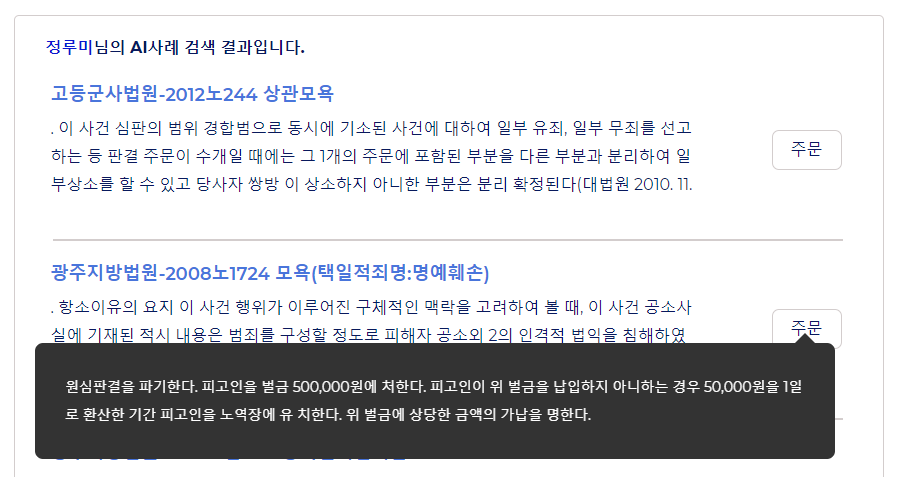 정루미님의 AI사례 검색 결과입니다.
고등군사법원-2012노244 상관모욕
. 이 사건 심판의 범위 경합범으로 동시에 기소된 사건에 대하여 일부 유죄, 일부 무죄를 선고
하는 등 판결 주문이 수개일 때에는 그 1개의 주문에 포함된 부분을 다른 부분과 분리하여 일
부상소를 할 수 있고 당사자 쌍방 이 상소하지 아니한 부분은 분리 확정된다(대법원 2010. 11.
주문
광주지방법원-2008노1724 모욕(택일적죄명:명예훼손)
. 항소이유의 요지 이 사건 행위가 이루어진 구체적인 맥락을 고려하여 볼 때, 이 사건 공소사
실에 기재된 적시 내용은 범죄를 구성할 정도로 피해자 공소외 2의 인격적 법익을 침해하였
주문
원심판결을 파기한다. 피고인을 벌금 500,000원에 처한다. 피고인이 위 벌금을 납입하지 아니하는 경우 50,000원을 1일
로 환산한 기간 피고인을 노역장에 유 치한다. 위 벌금에 상당한 금액의 가납을 명한다.